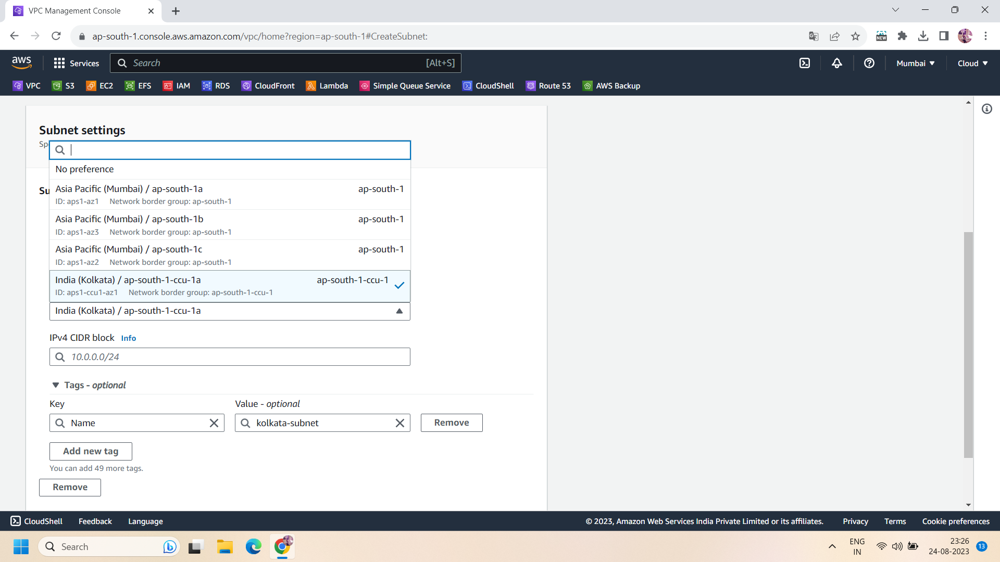 VPC Management Console
ap-south-1.console.aws.amazon.com/vpc/home?region=ap-south-1#CreateSubnet:
NEW
aws
Services
Search
[Alt+S]
Mumbai
Cloud
VPC
S3
EC2
EFS
IAM
RDS
CloudFront
Lambda
Simple Queue Service
CloudShell
Route 53
AWS Backup
Subnet settings
Sp
No preference
Su
Asia Pacific (Mumbai) / ap-south-1a ap-south-1
ID: aps1-az1 Network border group: ap-south-1
Asia Pacific (Mumbai) / ap-south-1b ap-south-1
ID: aps1-az3 Network border group: ap-south-1
Asia Pacific (Mumbai) / ap-south-1c ap-south-1
ID: aps1-az2 Network border group: ap-south-1
India (Kolkata) / ap-south-1-ccu-1a ap-south-1-ccu-1
ID: aps1-ccu1-az1 Network border group: ap-south-1-ccu-1
India (Kolkata) / ap-south-1-ccu-1a
IPv4 CIDR block Info
10.0.0.0/24
Tags - optional
Key
Value - optional
Name
kolkata-subnet
Remove
Add new tag
You can add 49 more tags.
Remove
CloudShell
Feedback
Language
© 2023, Amazon Web Services India Private Limited or its affiliates.
Privacy
Terms
Cookie preferences
Search
ENG
IN
23:26
24-08-2023
13